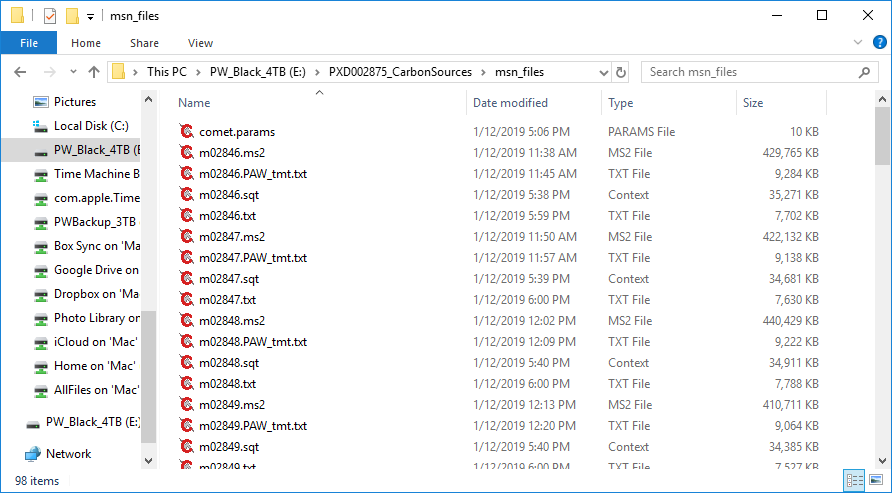 msn_files
File Home Share View
This PC PW_Black_4TB (E:) PXD002875_CarbonSources msn_files Search msn_files
Pictures
Local Disk (C:)
PW_Black_4TB (E
Time Machine B
com.apple.Time
PWBackup_3TB
Box Sync on 'Mac'
Google Drive on
Dropbox on 'Mac
Photo Library on
iCloud on 'Mac'
Home on 'Mac'
AllFiles on 'Mac'
PW_Black_4TB (E:)
Network
Name Date modified Type Size
comet.params 1/12/2019 5:06 PM PARAMS File 10 KB
m02846.ms2 1/12/2019 11:38 AM MS2 File 429,765 KB
m02846.PAW_tmt.txt 1/12/2019 11:45 AM TXT File 9,284 KB
m02846.sqt 1/12/2019 5:38 PM Context 35,271 KB
m02846.txt 1/12/2019 5:59 PM TXT File 7,702 KB
m02847.ms2 1/12/2019 11:50 AM MS2 File 422,132 KB
m02847.PAW_tmt.txt 1/12/2019 11:57 AM TXT File 9,138 KB
m02847.sqt 1/12/2019 5:39 PM Context 34,681 KB
m02847.txt 1/12/2019 6:00 PM TXT File 7,630 KB
m02848.ms2 1/12/2019 12:02 PM MS2 File 440,429 KB
m02848.PAW_tmt.txt 1/12/2019 12:09 PM TXT File 9,222 KB
m02848.sqt 1/12/2019 5:40 PM Context 34,911 KB
m02848.txt 1/12/2019 6:00 PM TXT File 7,788 KB
m02849.ms2 1/12/2019 12:13 PM MS2 File 410,711 KB
m02849.PAW_tmt.txt 1/12/2019 12:20 PM TXT File 9,064 KB
m02849.sqt 1/12/2019 5:40 PM Context 34,385 KB
m02849.txt 1/12/2019 6:00 PM TXT File 7,527 KB
98 items